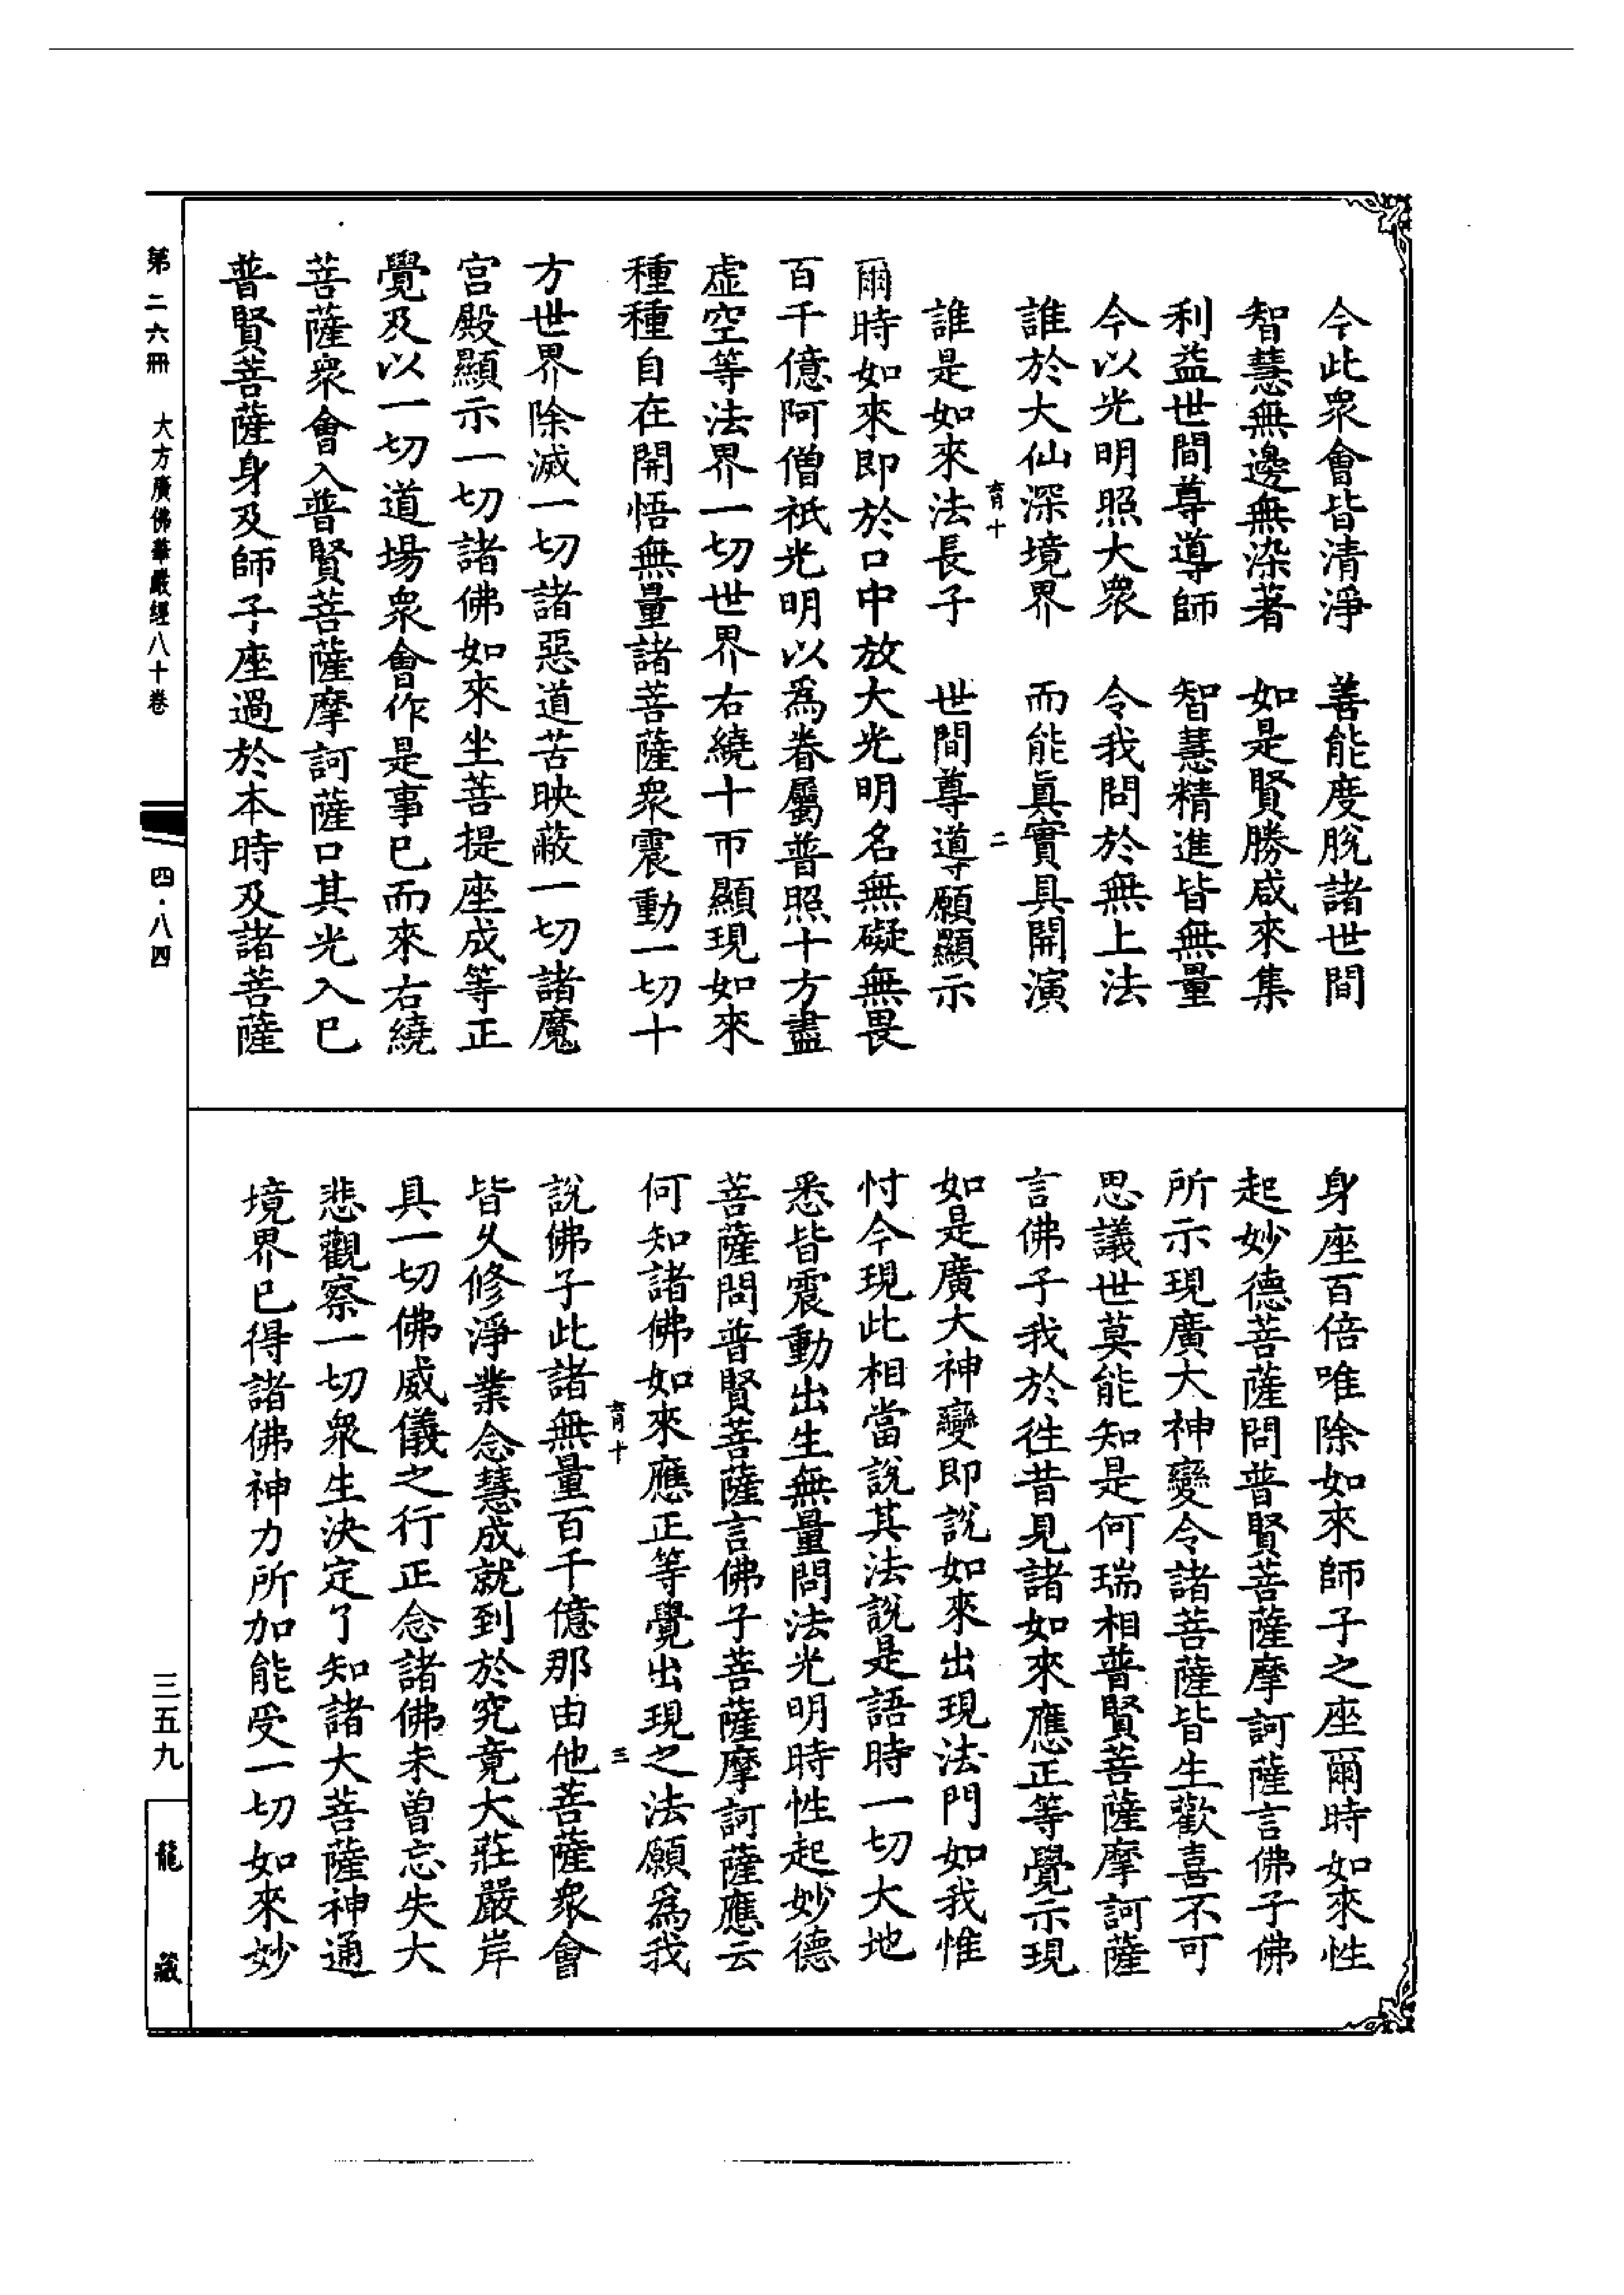 今此衆會皆清淨　善能度脫諸世間
智慧無邊無染著　如是賢勝咸來集
利益世間尊導師　智慧精進皆無量
今以光明照大衆　令我問於無上法
誰於大仙深境界　而能眞實具開演
育十　二
誰是如來法長子　世間尊導願顯示
爾時如來即於口中放大光明名無礙無畏
百千億阿僧祇光明以爲眷屬普照十方盡
虛空等法界一切世界右繞十帀顯現如來
種種自在開悟無量諸菩薩衆震動一切十
方世界除滅一切諸惡道苦映蔽一切諸魔
宮殿顯示一切諸佛如來坐菩提座成等正
覺及以一切道場衆會作是事已而來右繞
菩薩衆會入普賢菩薩摩訶薩口其光入已
普賢菩薩身及師子座過於本時及諸菩薩
身座百倍唯除如來師子之座爾時如來性
起妙德菩薩問普賢菩薩摩訶薩言佛子佛
所示現廣大神變令諸菩薩皆生歡喜不可
思議世莫能知是何瑞相普賢菩薩摩訶薩
言佛子我於徃昔見諸如來應正等覺示現
如是廣大神變即說如來出現法門如我惟
忖今現此相當說其法說是語時一切大地
悉皆震動出生無量問法光明時性起妙德
菩薩問普賢菩薩言佛子菩薩摩訶薩應云
何知諸佛如來應正等覺出現之法願爲我
育十　三
說佛子此諸無量百千億那由他菩薩衆會
皆久修淨業念慧成就到於究竟大莊嚴岸
具一切佛威儀之行正念諸佛未曾忘失大
悲觀察一切衆生決定了知諸大菩薩神通
境界已得諸佛神力所加能受一切如來妙
第二六冊　大方廣佛華嚴經八十卷　四·八四
三五九　龍藏